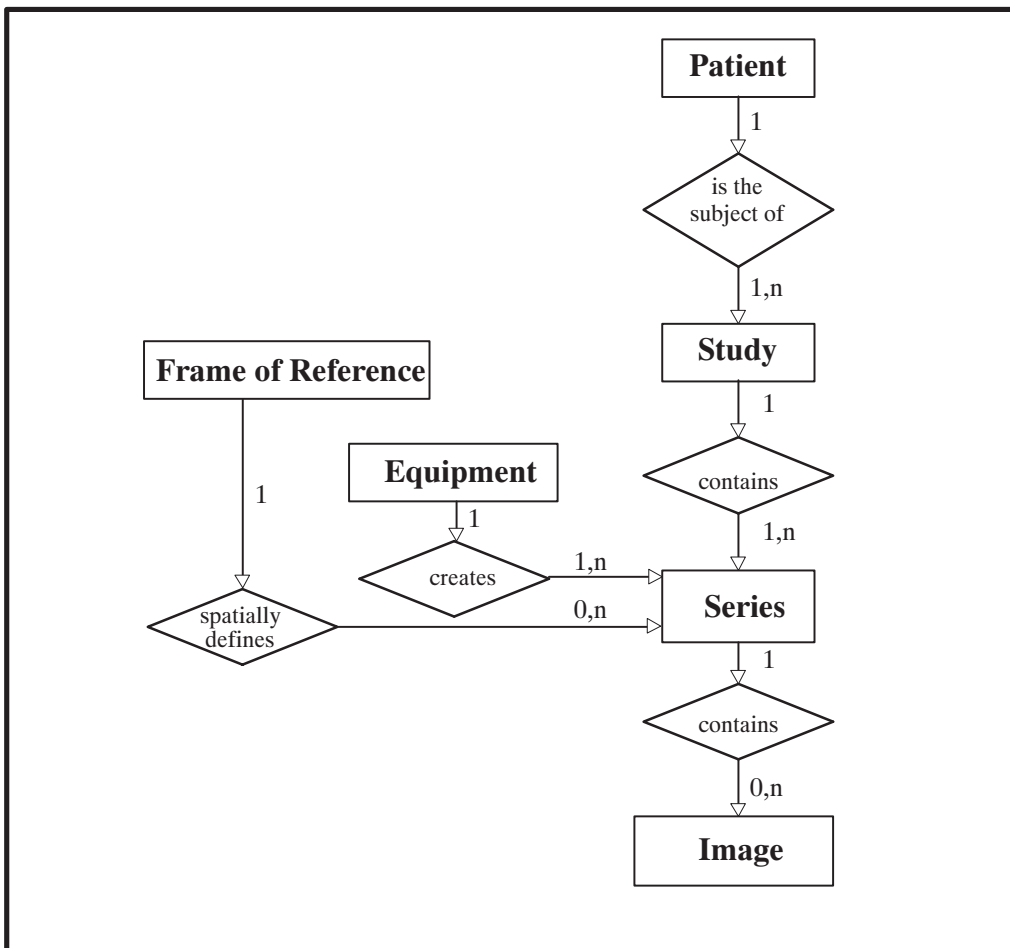 Patient
1
is the
subject of
1,n
Study
Frame of Reference
1
Equipment
contains
1
1
1,n
creates
1,n
Series
spatially
defines
0,n
1
contains
0,n
Image